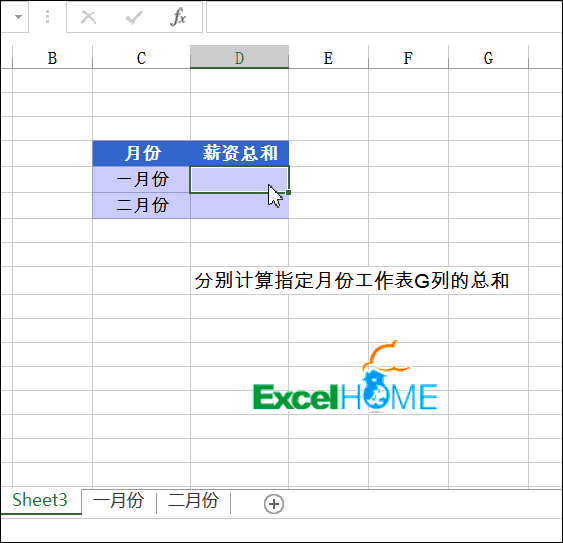 fx
B C D E F G
月份 薪资总和
一月份
二月份
分别计算指定月份工作表G列的总和
ExcelHOME
Sheet3 一月份 二月份